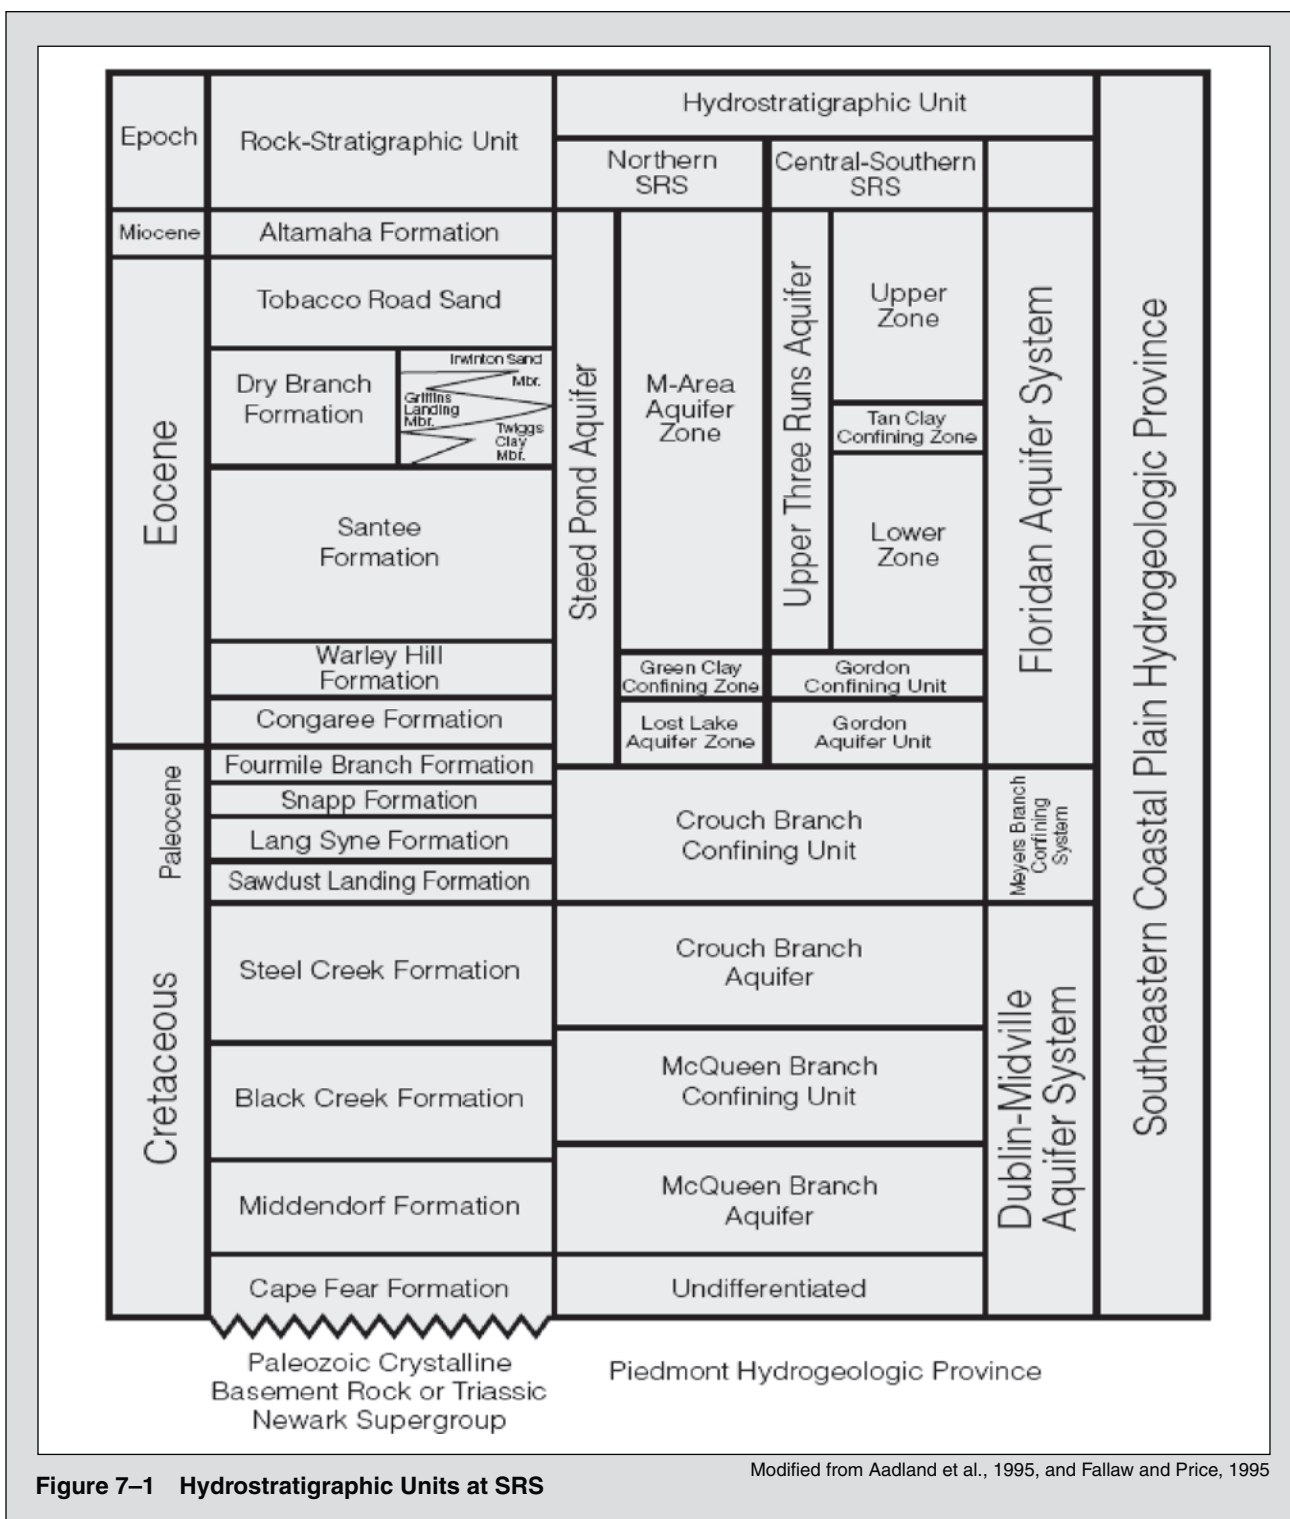 Epoch
Rock-Stratigraphic Unit
Hydrostratigraphic Unit
Northern
SRS
Central-Southern
SRS
Miocene
Altamaha Formation
Eocene
Tobacco Road Sand
Dry Branch
Formation
Irwinton Sand
Mbr.
Griffins
Landing
Mbr.
Twiggs
Clay
Mbr.
Santee
Formation
Warley Hill
Formation
Congaree Formation
Paleocene
Fourmile Branch Formation
Snapp Formation
Lang Syne Formation
Sawdust Landing Formation
Cretaceous
Steel Creek Formation
Black Creek Formation
Middendorf Formation
Cape Fear Formation
Steed Pond Aquifer
M-Area
Aquifer
Zone
Green Clay
Confining Zone
Lost Lake
Aquifer Zone
Upper Three Runs Aquifer
Upper
Zone
Tan Clay
Confining Zone
Lower
Zone
Gordon
Confining Unit
Gordon
Aquifer Unit
Crouch Branch
Confining Unit
Crouch Branch
Aquifer
McQueen Branch
Confining Unit
McQueen Branch
Aquifer
Undifferentiated
Floridan Aquifer System
Meyers Branch
Confining
System
Dublin-Midville
Aquifer System
Southeastern Coastal Plain Hydrogeologic Province
Paleozoic Crystalline
Basement Rock or Triassic
Newark Supergroup
Piedmont Hydrogeologic Province
Modified from Aadland et al., 1995, and Fallaw and Price, 1995
Figure 7–1 Hydrostratigraphic Units at SRS